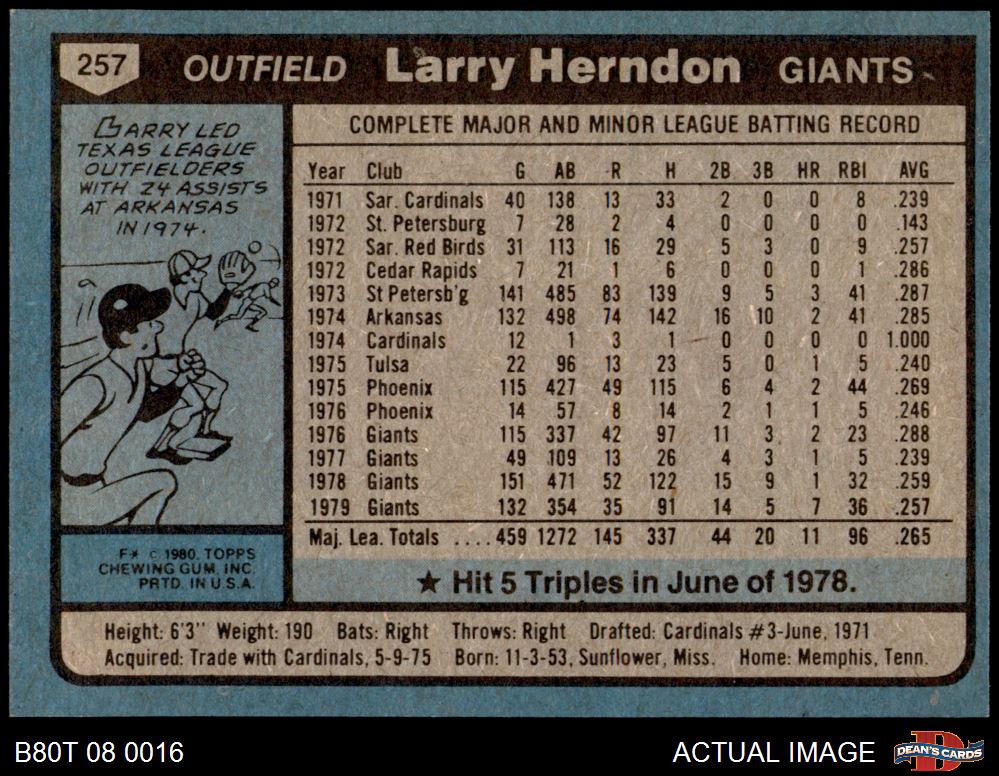 257 OUTFIELD Larry Herndon GIANTS
LARRY LED
TEXAS LEAGUE
OUTFIELDERS
WITH 24 ASSISTS
AT ARKANSAS
IN 1974.
F* © 1980. TOPPS
CHEWING GUM, INC.
PRTD. IN U.S.A.
COMPLETE MAJOR AND MINOR LEAGUE BATTING RECORD
Year Club G AB R H 2B 3B HR RBI AVG
1971 Sar. Cardinals 40 138 13 33 2 0 0 8 .239
1972 St. Petersburg 7 28 2 4 0 0 0 0 .143
1972 Sar. Red Birds 31 113 16 29 5 3 0 9 .257
1972 Cedar Rapids 7 21 1 6 0 0 0 1 .286
1973 St Petersb'g 141 485 83 139 9 5 3 41 .287
1974 Arkansas 132 498 74 142 16 10 2 41 .285
1974 Cardinals 12 1 3 1 0 0 0 0 1.000
1975 Tulsa 22 96 13 23 5 0 1 5 .240
1975 Phoenix 115 427 49 115 6 4 2 44 .269
1976 Phoenix 14 57 8 14 2 1 1 5 .246
1976 Giants 115 337 42 97 11 3 2 23 .288
1977 Giants 49 109 13 26 4 3 1 5 .239
1978 Giants 151 471 52 122 15 9 1 32 .259
1979 Giants 132 354 35 91 14 5 7 36 .257
Maj. Lea. Totals ....459 1272 145 337 44 20 11 96 .265
★ Hit 5 Triples in June of 1978.
Height: 6'3" Weight: 190 Bats: Right Throws: Right Drafted: Cardinals #3-June, 1971
Acquired: Trade with Cardinals, 5-9-75 Born: 11-3-53, Sunflower, Miss. Home: Memphis, Tenn.
B80T 08 0016 ACTUAL IMAGE DEAN'S CARDS